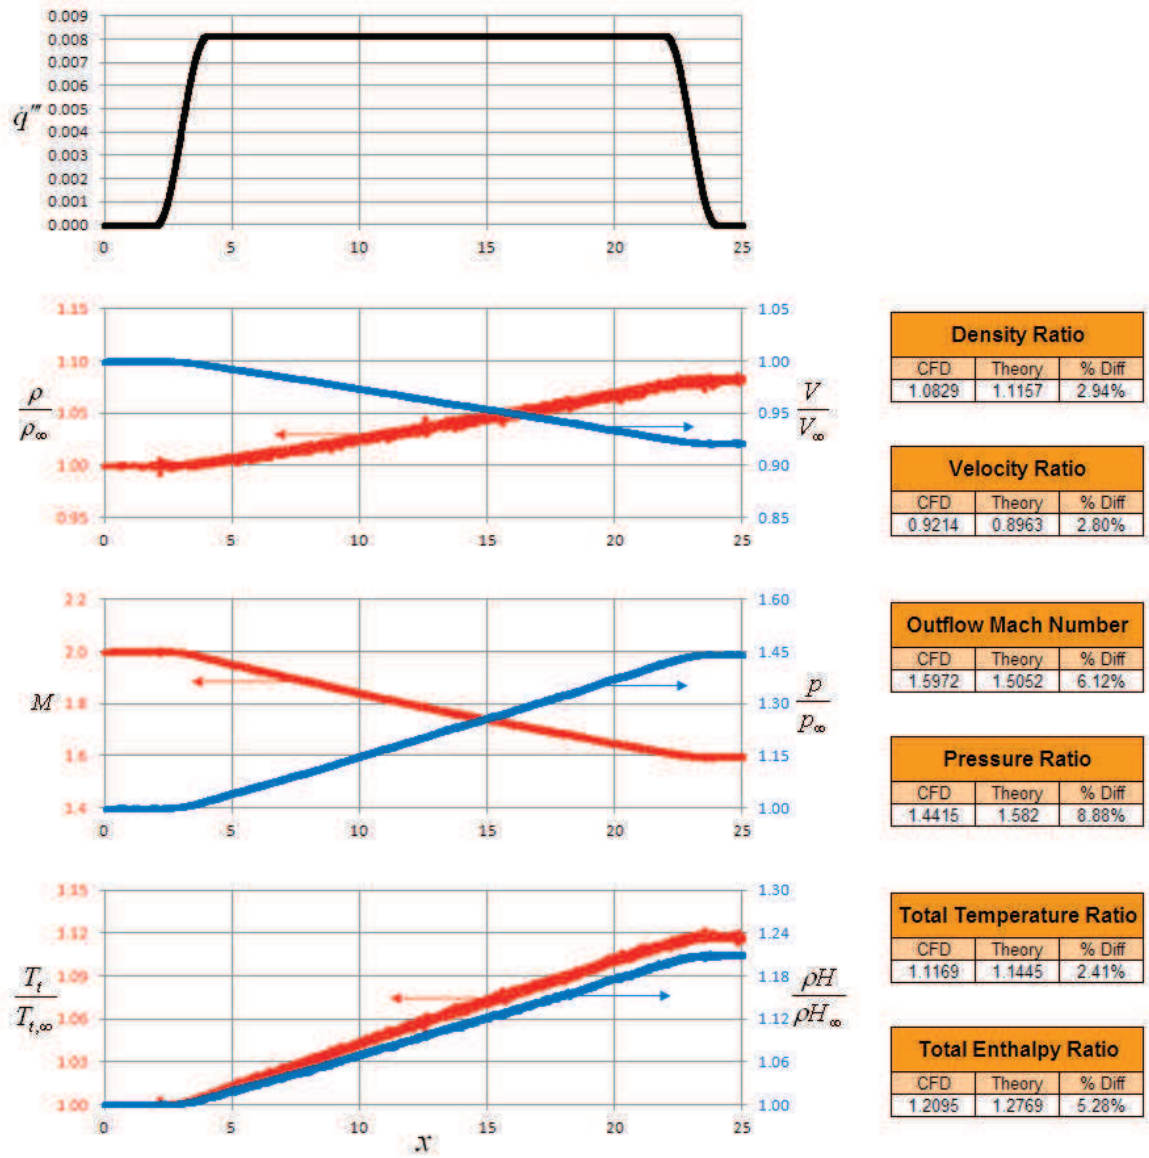 0.009
0.008
0.007
0.006
0.005
0.004
0.003
0.002
0.001
0.000
q̇‴
0 5 10 15 20 25
1.15
1.10
1.05
1.00
0.95
ρ
ρ∞
1.05
1.00
0.95
0.90
0.85
V
V∞
0 5 10 15 20 25
Density Ratio
CFD Theory % Diff
1.0829 1.1157 2.94%
Velocity Ratio
CFD Theory % Diff
0.9214 0.8963 2.80%
2.2
2.0
1.8
1.6
1.4
M
1.60
1.45
1.30
1.15
1.00
p
p∞
0 5 10 15 20 25
Outflow Mach Number
CFD Theory % Diff
1.5972 1.5052 6.12%
Pressure Ratio
CFD Theory % Diff
1.4415 1.582 8.88%
1.15
1.12
1.09
1.06
1.03
1.00
T_t
T_t,∞
1.30
1.24
1.18
1.12
1.06
1.00
ρH
ρH∞
0 5 10 15 20 25
x
Total Temperature Ratio
CFD Theory % Diff
1.1169 1.1445 2.41%
Total Enthalpy Ratio
CFD Theory % Diff
1.2095 1.2769 5.28%